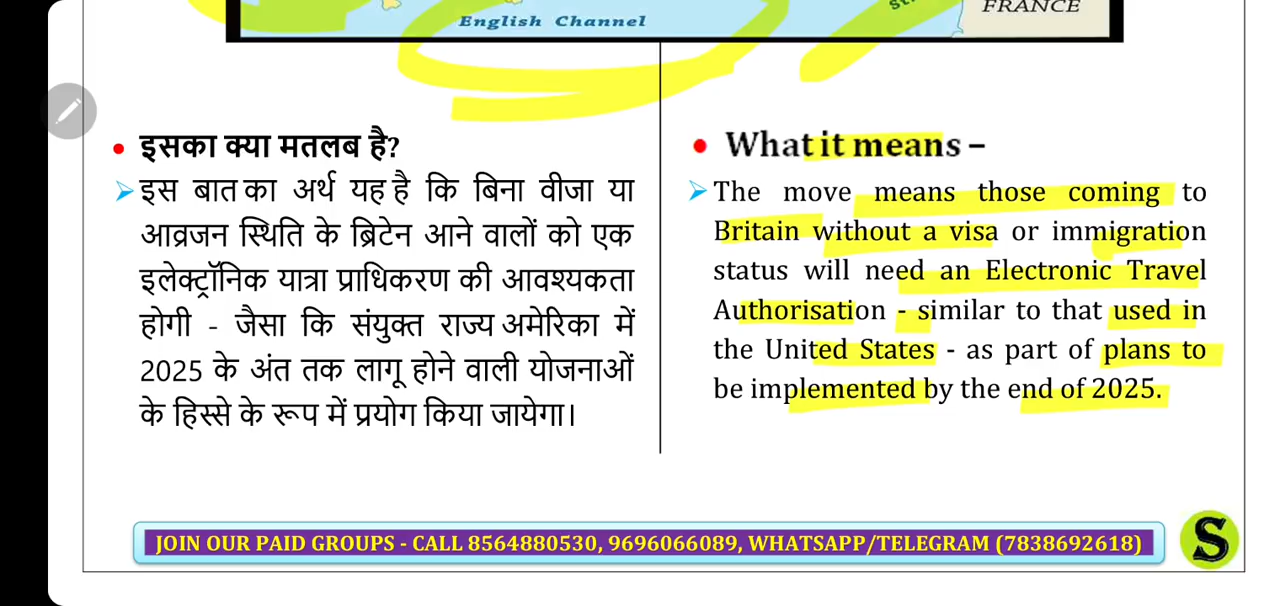 English Channel
FRANCE
इसका क्या मतलब है?
इस बात का अर्थ यह है कि बिना वीजा या
आव्रजन स्थिति के ब्रिटेन आने वालों को एक
इलेक्ट्रॉनिक यात्रा प्राधिकरण की आवश्यकता
होगी - जैसा कि संयुक्त राज्य अमेरिका में
2025 के अंत तक लागू होने वाली योजनाओं
के हिस्से के रूप में प्रयोग किया जायेगा।
What it means –
The move means those coming to
Britain without a visa or immigration
status will need an Electronic Travel
Authorisation - similar to that used in
the United States - as part of plans to
be implemented by the end of 2025.
JOIN OUR PAID GROUPS - CALL 8564880530, 9696066089, WHATSAPP/TELEGRAM (7838692618)
S